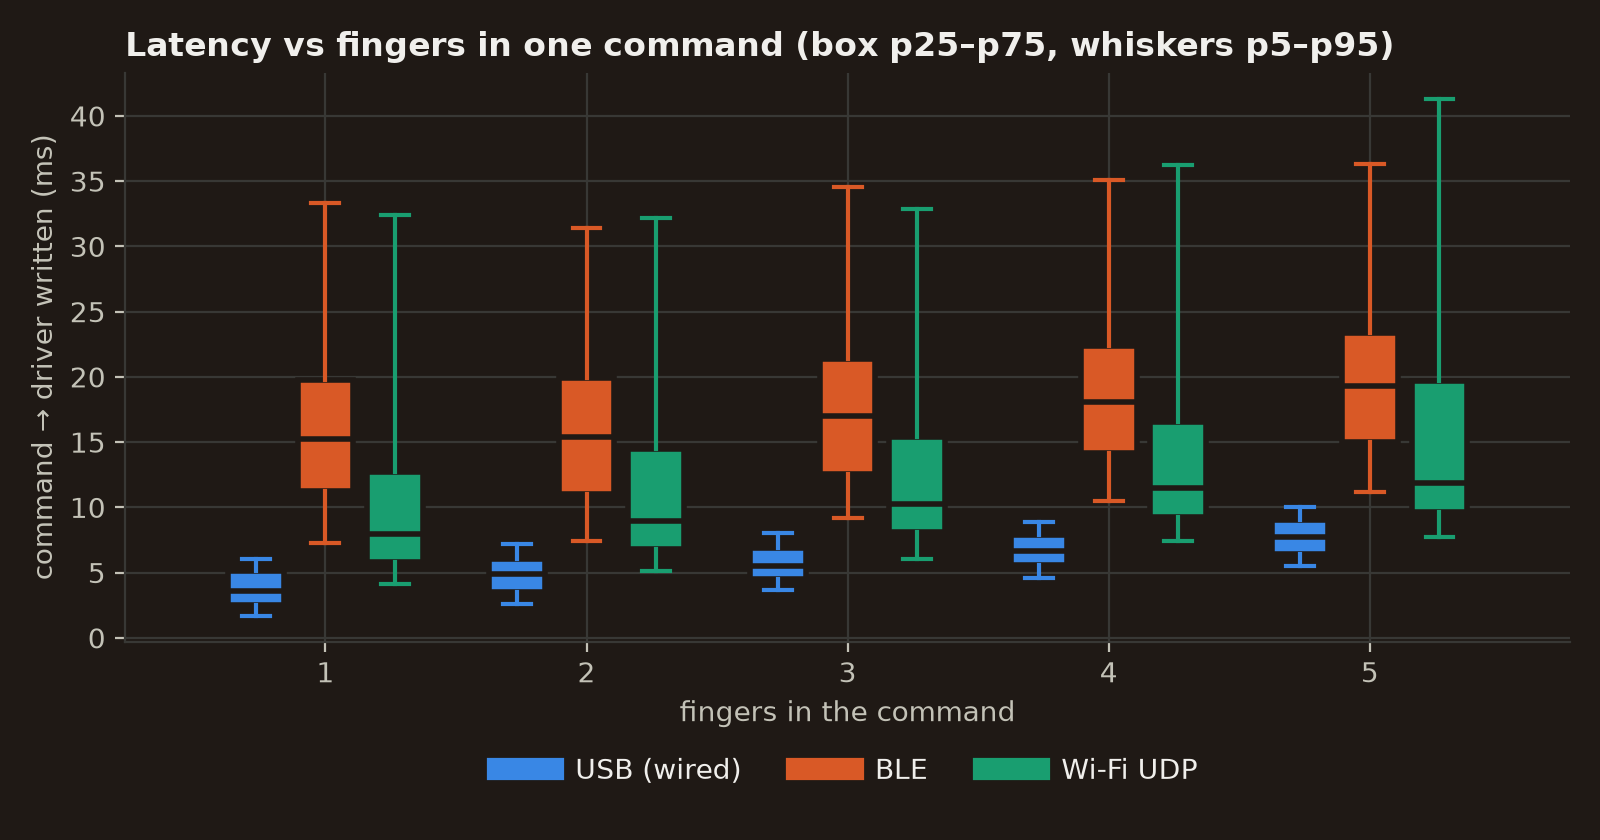 Latency vs fingers in one command (box p25–p75, whiskers p5–p95)
command → driver written (ms)
40
35
30
25
20
15
10
5
0
1 2 3 4 5
fingers in the command
USB (wired) BLE Wi-Fi UDP